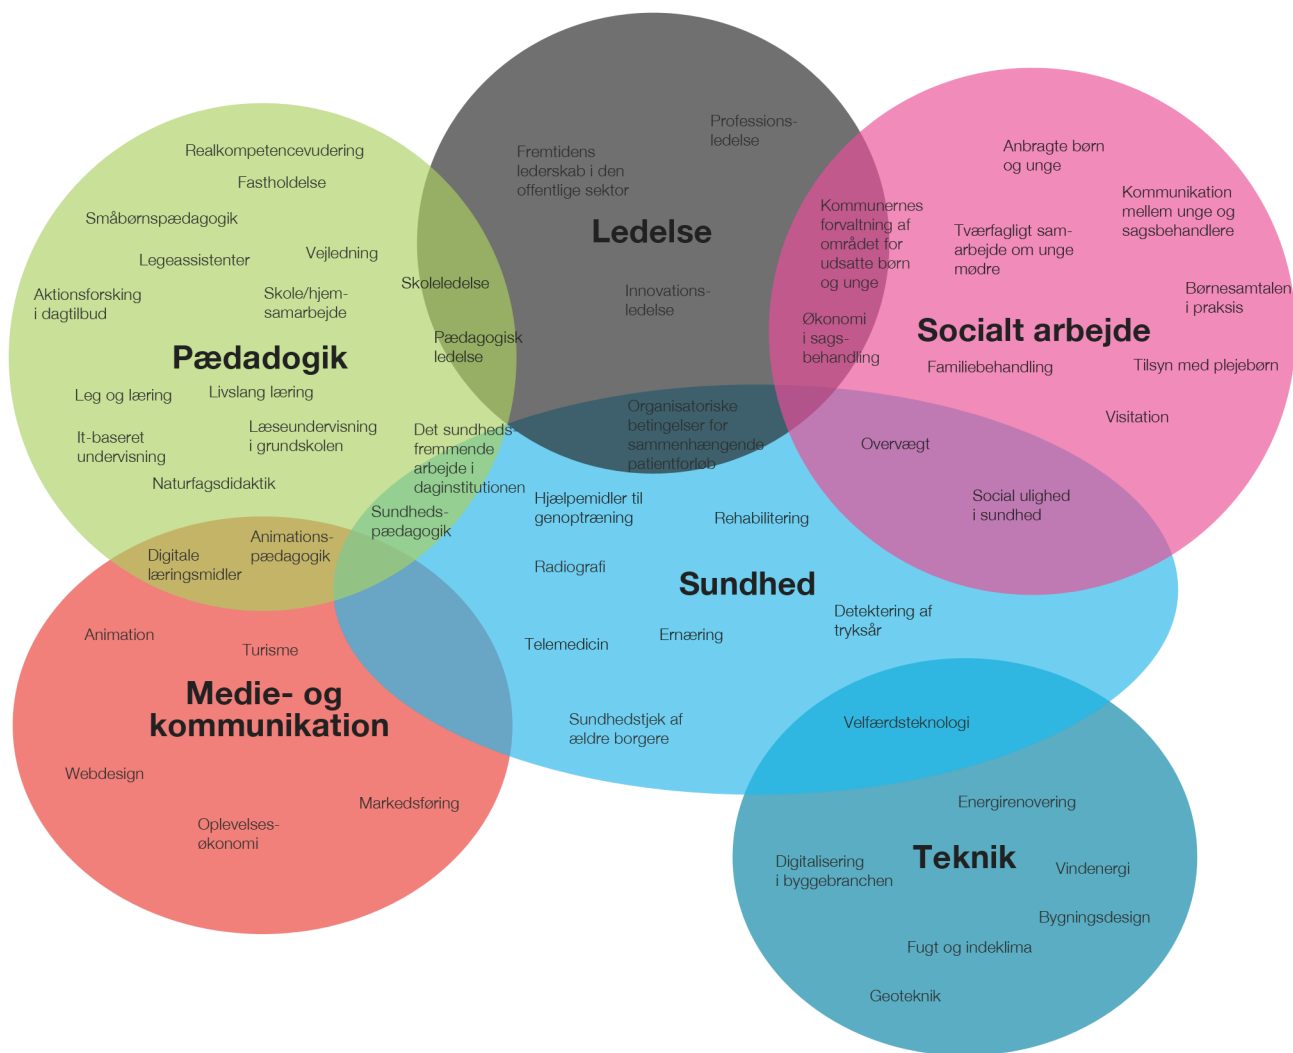 Realkompetencevudering
Fastholdelse
Småbørnspædagogik
Legeassistenter
Vejledning
Aktionsforsking
i dagtilbud
Skole/hjem-
samarbejde
Pædadogik
Leg og læring
Livslang læring
It-baseret
undervisning
Læseundervisning
i grundskolen
Naturfagsdidaktik
Skoleledelse
Pædagogisk
ledelse
Professions-
ledelse
Fremtidens
lederskab i den
offentlige sektor
Ledelse
Innovations-
ledelse
Kommunernes
forvaltning af
området for
udsatte børn
og unge
Økonomi
i sags-
behandling
Anbragte børn
og unge
Kommunikation
mellem unge og
sagsbehandlere
Tværfagligt sam-
arbejde om unge
mødre
Børnesamtalen
i praksis
Socialt arbejde
Familiebehandling
Tilsyn med plejebørn
Visitation
Overvægt
Social ulighed
i sundhed
Organisatoriske
betingelser for
sammenhængende
patientforløb
Det sundheds-
fremmende
arbejde i
daginstitutionen
Sundheds-
pædagogik
Hjælpemidler til
genoptræning
Rehabilitering
Radiografi
Sundhed
Detektering af
tryksår
Telemedicin
Ernæring
Sundhedstjek af
ældre borgere
Velfærdsteknologi
Animations-
pædagogik
Digitale
læringsmidler
Animation
Turisme
Medie- og
kommunikation
Webdesign
Markedsføring
Oplevelses-
økonomi
Energirenovering
Teknik
Digitalisering
i byggebranchen
Vindenergi
Bygningsdesign
Fugt og indeklima
Geoteknik